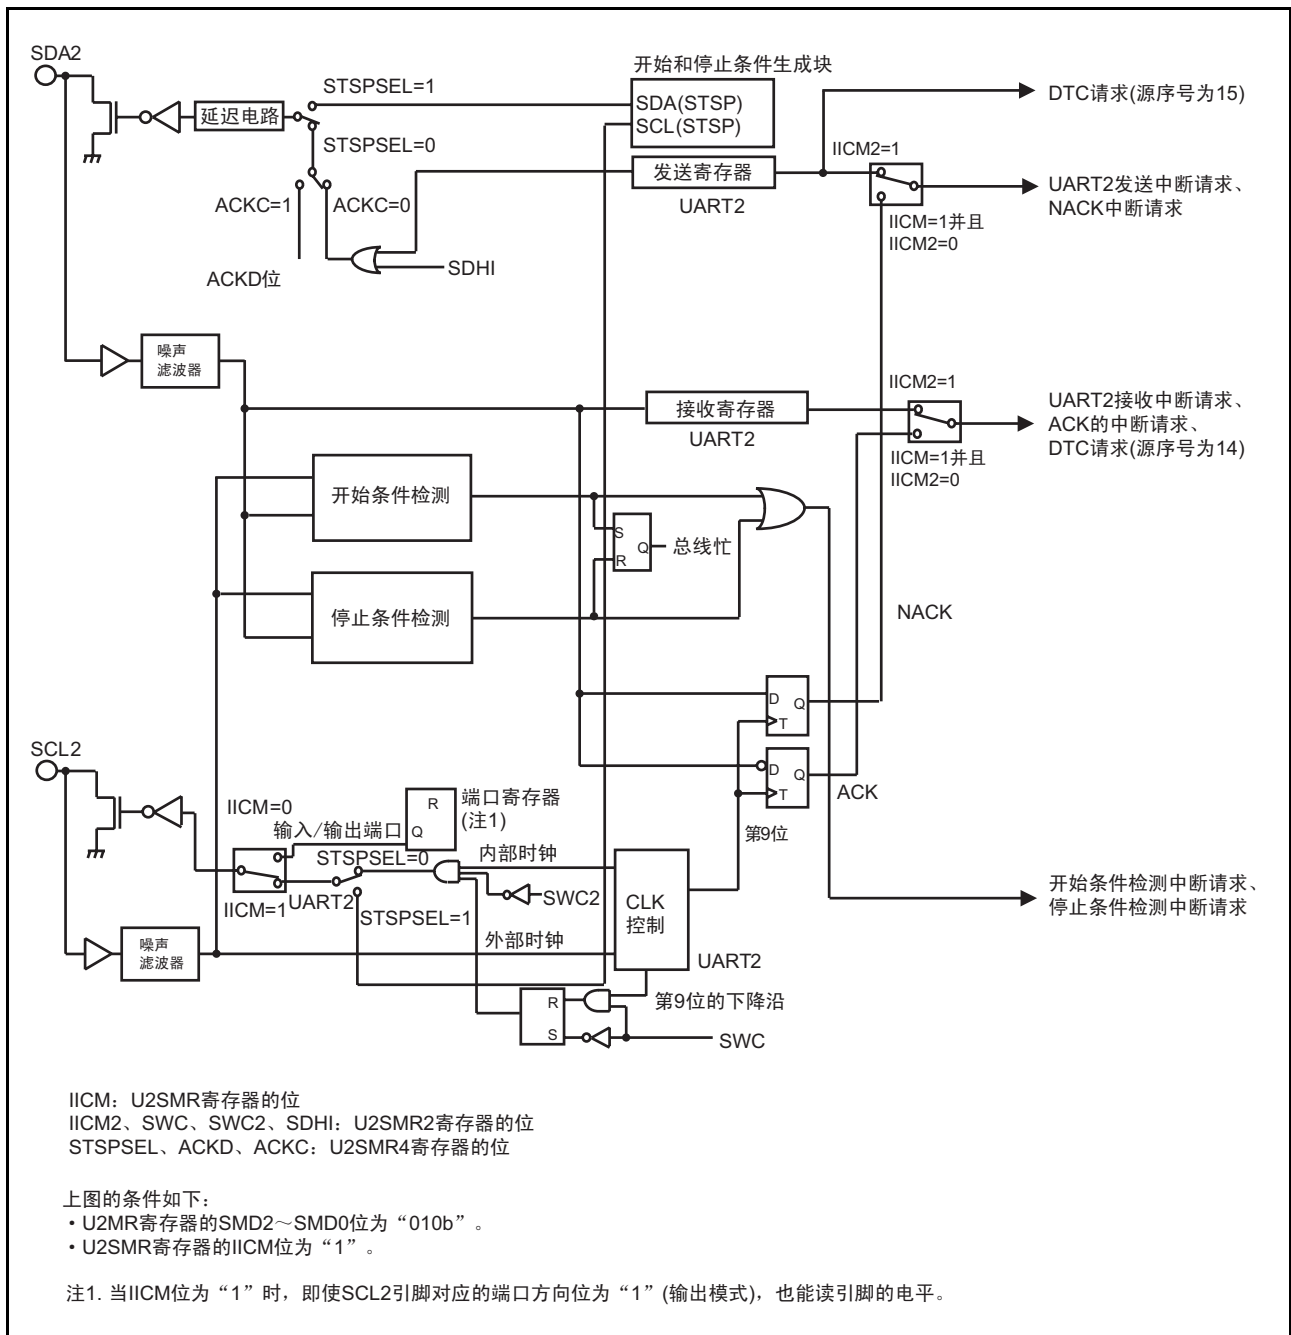 SDA2
开始和停止条件生成块
STSPSEL=1
SDA(STSP)
SCL(STSP)
延迟电路
STSPSEL=0
DTC请求(源序号为15)
IICM2=1
发送寄存器
UART2
UART2发送中断请求、
NACK中断请求
ACKC=1
ACKC=0
IICM=1并且
IICM2=0
SDHI
ACKD位
噪声
滤波器
IICM2=1
接收寄存器
UART2
UART2接收中断请求、
ACK的中断请求、
DTC请求(源序号为14)
IICM=1并且
IICM2=0
开始条件检测
S
R
Q
总线忙
停止条件检测
NACK
D
Q
T
SCL2
D
Q
T
ACK
第9位
IICM=0
R
Q
端口寄存器
(注1)
输入/输出端口
STSPSEL=0
内部时钟
IICM=1
UART2
STSPSEL=1
SWC2
CLK
控制
开始条件检测中断请求、
停止条件检测中断请求
噪声
滤波器
外部时钟
UART2
R
S
第9位的下降沿
SWC
IICM：U2SMR寄存器的位
IICM2、SWC、SWC2、SDHI：U2SMR2寄存器的位
STSPSEL、ACKD、ACKC：U2SMR4寄存器的位
上图的条件如下：
・U2MR寄存器的SMD2～SMD0位为“010b”。
・U2SMR寄存器的IICM位为“1”。
注1. 当IICM位为“1”时，即使SCL2引脚对应的端口方向位为“1”(输出模式)，也能读引脚的电平。